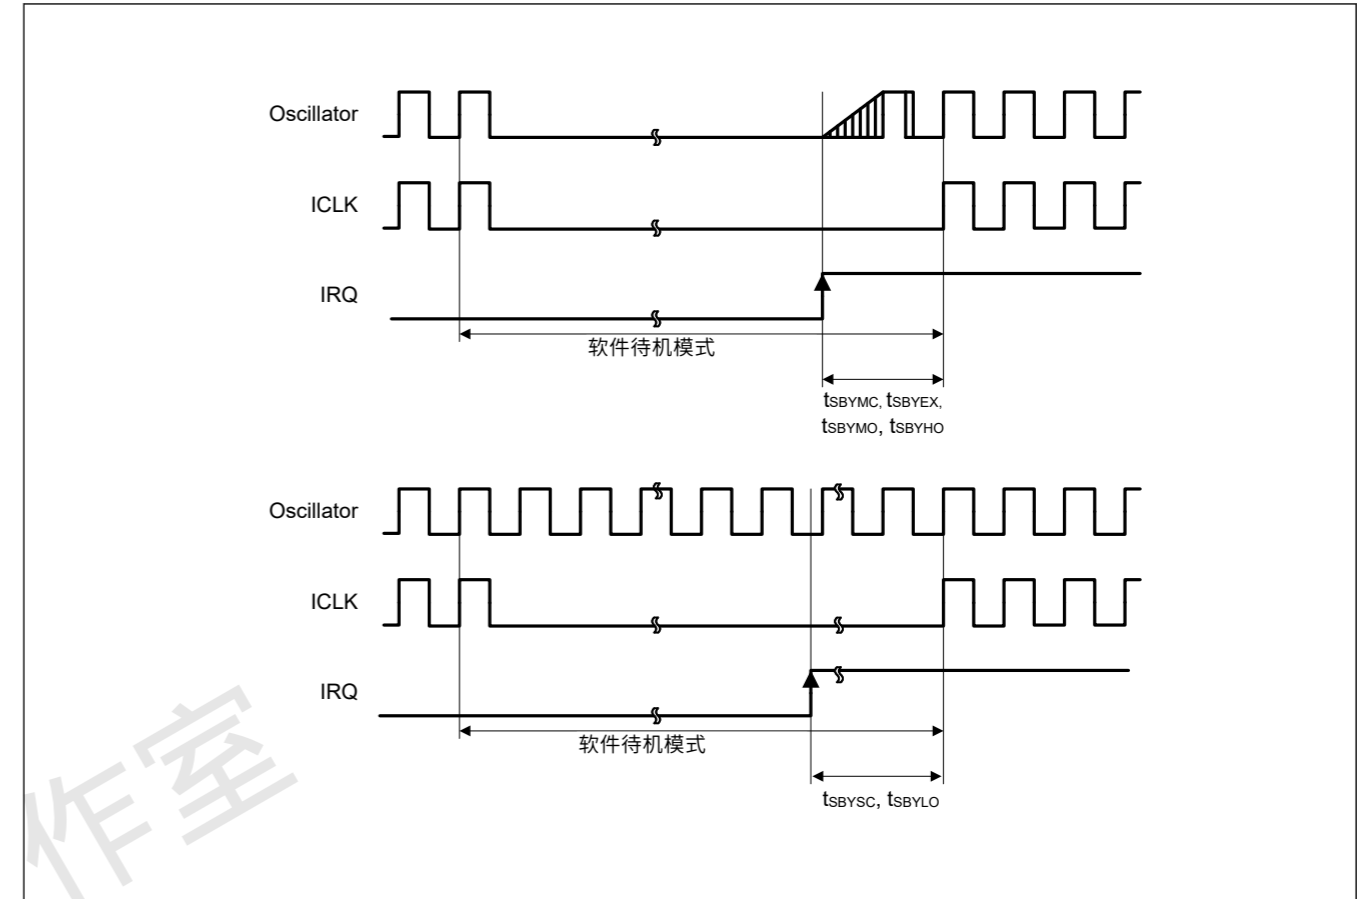 Oscillator
ICLK
IRQ
软件待机模式
tSBYMC, tSBYEX,
tSBYMO, tSBYHO
Oscillator
ICLK
IRQ
软件待机模式
tSBYSC, tSBYLO
作室